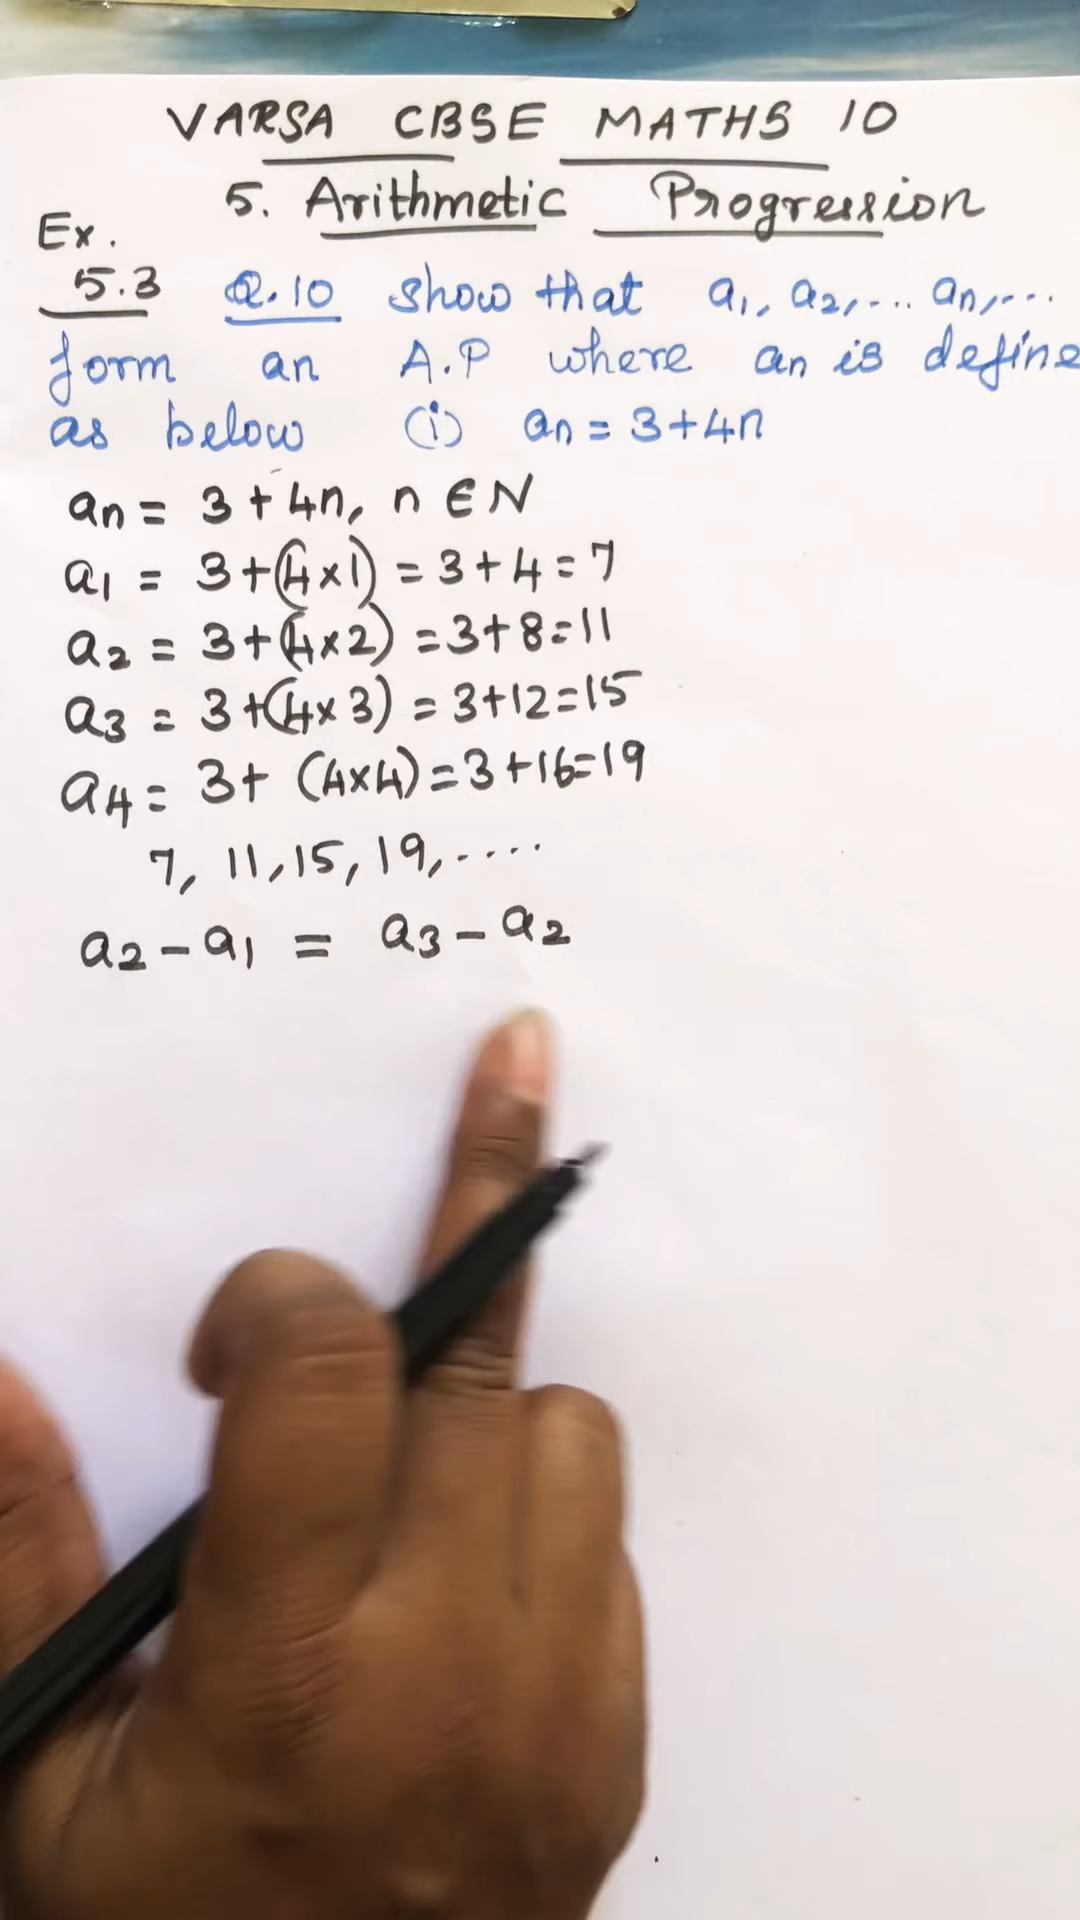 VARSA CBSE MATHS 10
5. Arithmetic Progression
Ex.
5.3 Q.10 show that a₁, a₂,... aₙ,...
form an A.P where aₙ is define
as below (i) aₙ = 3+4n
aₙ = 3+4n, n ∈ N
a₁ = 3+(4×1) = 3+4=7
a₂ = 3+(4×2) =3+8=11
a₃ = 3+(4×3) = 3+12=15
a₄ = 3+ (4×4)=3+16=19
7, 11,15, 19,....
a₂-a₁ = a₃-a₂